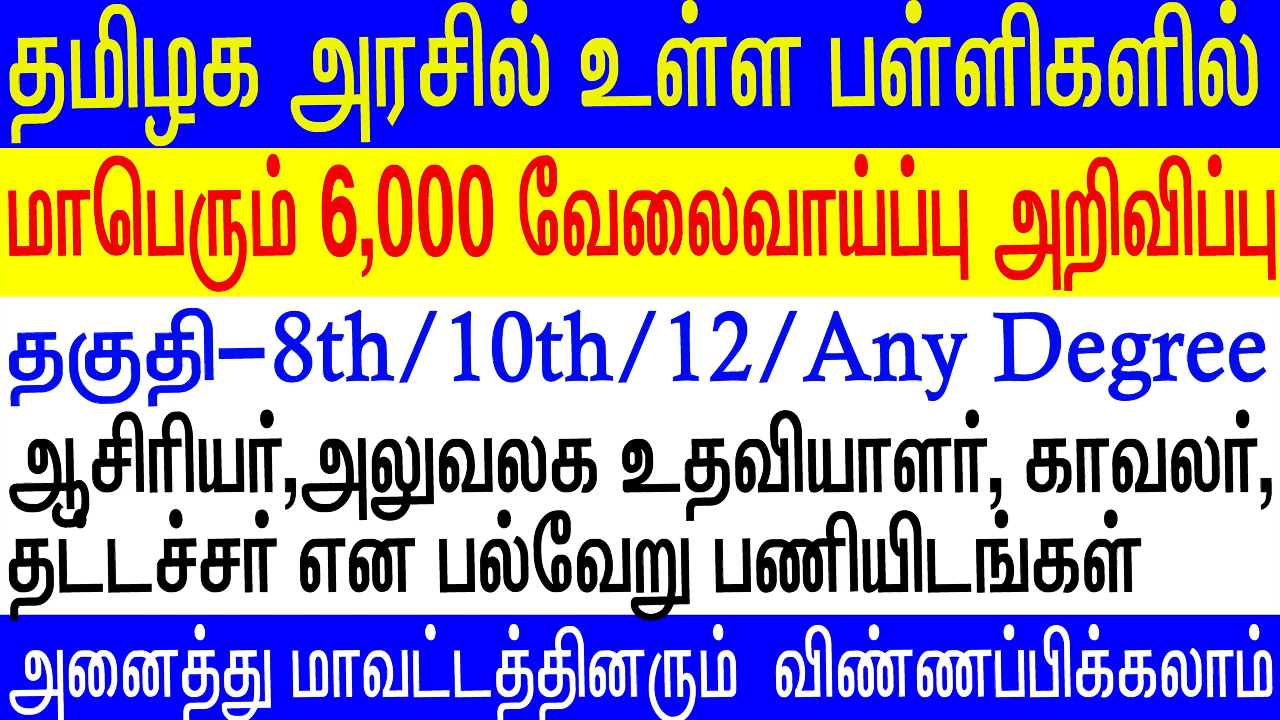 தமிழக அரசில் உள்ள பள்ளிகளில்
மாபெரும் 6,000 வேலைவாய்ப்பு அறிவிப்பு
தகுதி-8th/10th/12/Any Degree
ஆசிரியர்,அலுவலக உதவியாளர், காவலர்,
தட்டச்சர் என பல்வேறு பணியிடங்கள்
அனைத்து மாவட்டத்தினரும் விண்ணப்பிக்கலாம்